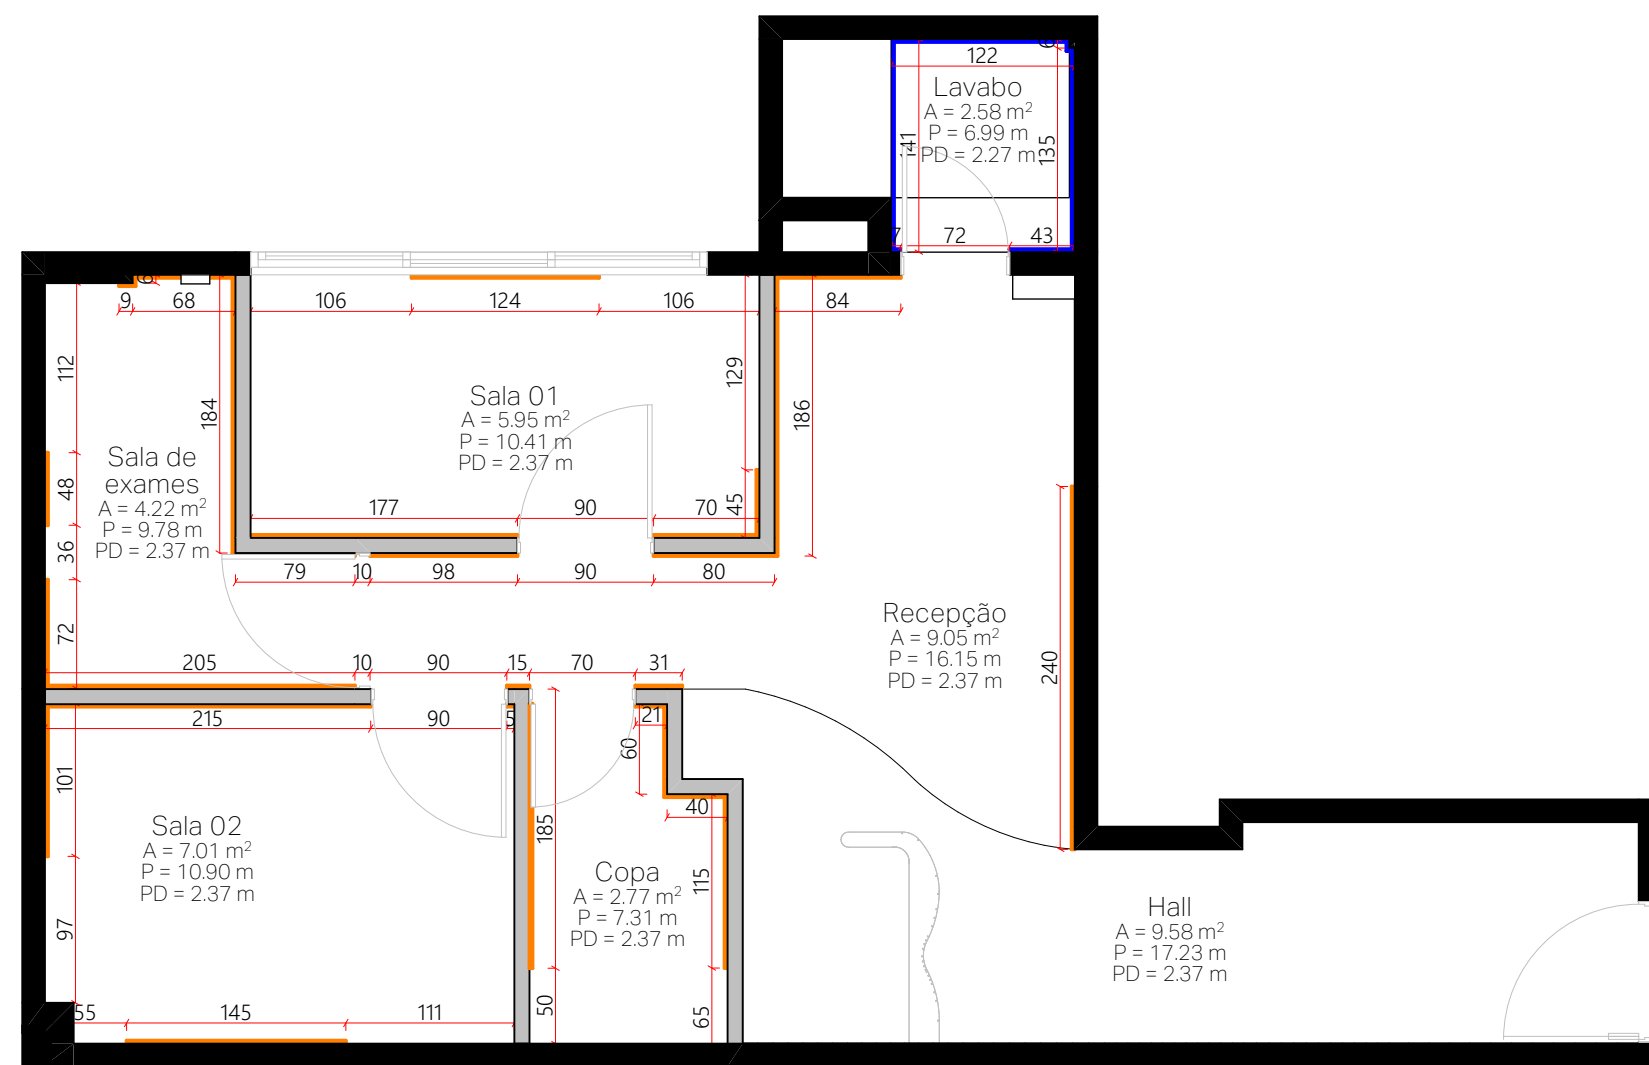 122
6
Lavabo
A = 2.58 m²
P = 6.99 m
PD = 2.27 m
141
135
7
72
43
6
9
68
106
124
106
84
112
184
129
186
Sala 01
A = 5.95 m²
P = 10.41 m
PD = 2.37 m
Sala de
exames
A = 4.22 m²
P = 9.78 m
PD = 2.37 m
48
36
72
177
90
70
45
79
10
98
90
80
Recepção
A = 9.05 m²
P = 16.15 m
PD = 2.37 m
240
205
10
90
15
70
31
215
90
5
21
60
101
40
Sala 02
A = 7.01 m²
P = 10.90 m
PD = 2.37 m
185
Copa
A = 2.77 m²
P = 7.31 m
PD = 2.37 m
115
97
Hall
A = 9.58 m²
P = 17.23 m
PD = 2.37 m
55
145
111
50
65